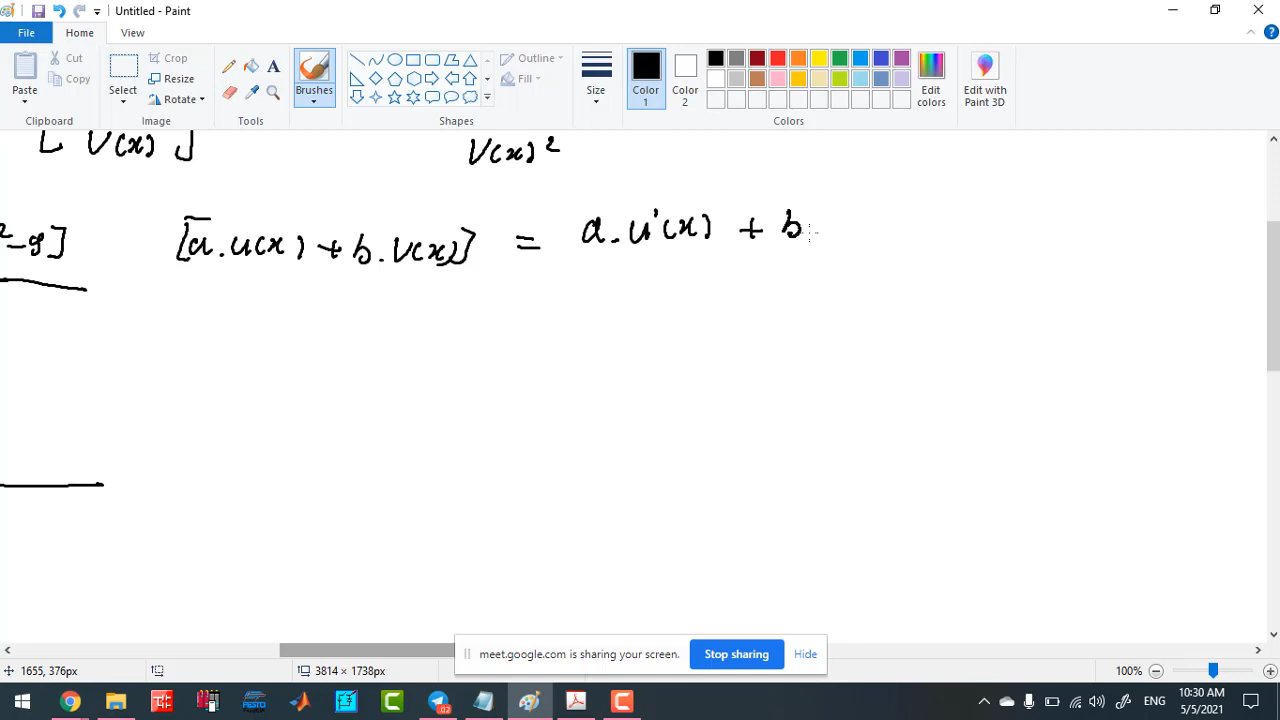 Untitled - Paint
File Home View
Paste
Cut
Copy
Clipboard
Select
Crop
Resize
Rotate
Image
A
Tools
Brushes
Shapes
Outline
Fill
Size
Color 1
Color 2
Edit colors
Edit with Paint 3D
Colors
[ V(x) ]
V(x)²
²-9]
[a.u(x) + b.V(x)] = a.u'(x) + b.
meet.google.com is sharing your screen. Stop sharing Hide
1655, 376px
3814 × 1738px
100%
ENG
10:30 AM
5/5/2021